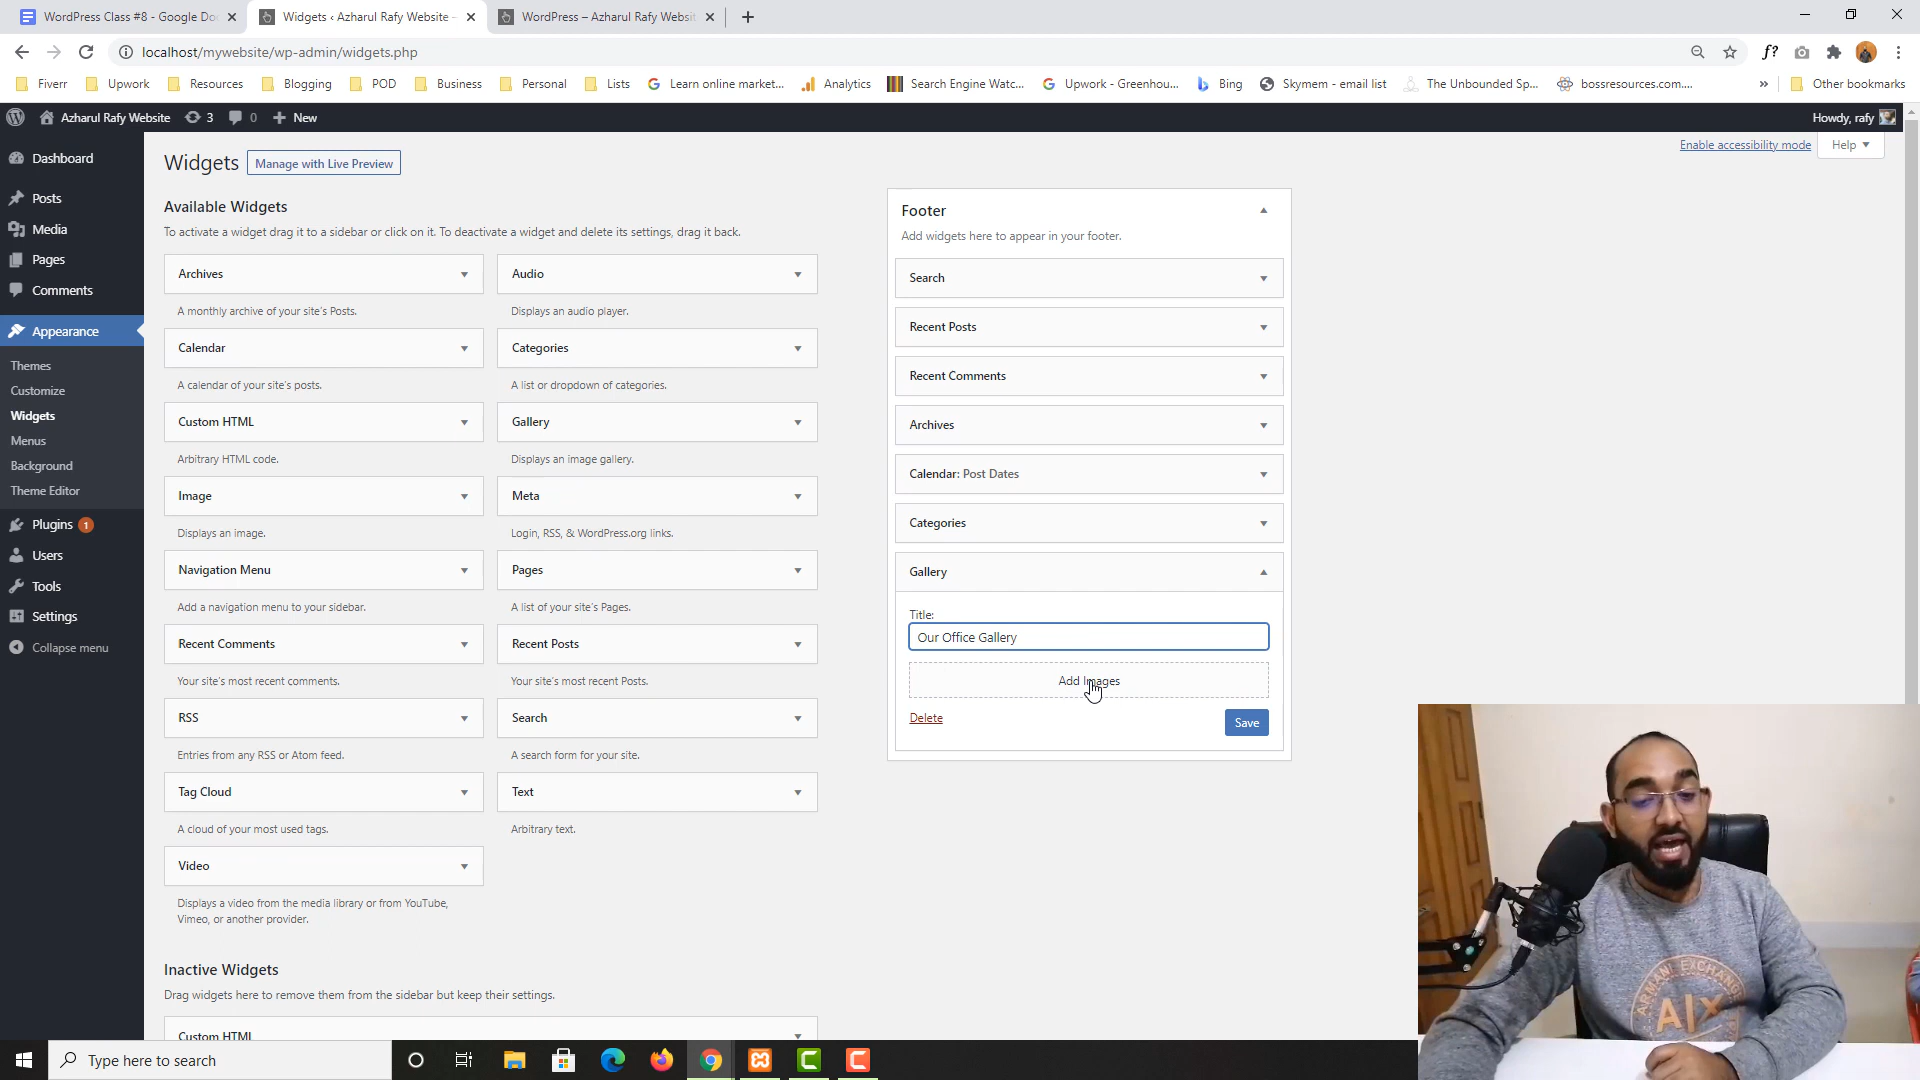 WordPress Class #8 - Google Do
Widgets ‹ Azharul Rafy Website –
WordPress – Azharul Rafy Websit
localhost/mywebsite/wp-admin/widgets.php
f?
Fiverr
Upwork
Resources
Blogging
POD
Business
Personal
Lists
Learn online market...
Analytics
Search Engine Watc...
Upwork - Greenhou...
Bing
Skymem - email list
The Unbounded Sp...
bossresources.com....
»
Other bookmarks
Azharul Rafy Website
3
0
New
Howdy, rafy
Dashboard
Posts
Media
Pages
Comments
Appearance
Themes
Customize
Widgets
Menus
Background
Theme Editor
Plugins 1
Users
Tools
Settings
Collapse menu
Enable accessibility mode
Help
Widgets
Manage with Live Preview
Available Widgets
To activate a widget drag it to a sidebar or click on it. To deactivate a widget and delete its settings, drag it back.
Archives
A monthly archive of your site's Posts.
Audio
Displays an audio player.
Calendar
A calendar of your site's posts.
Categories
A list or dropdown of categories.
Custom HTML
Arbitrary HTML code.
Gallery
Displays an image gallery.
Image
Displays an image.
Meta
Login, RSS, & WordPress.org links.
Navigation Menu
Add a navigation menu to your sidebar.
Pages
A list of your site's Pages.
Recent Comments
Your site's most recent comments.
Recent Posts
Your site's most recent Posts.
RSS
Entries from any RSS or Atom feed.
Search
A search form for your site.
Tag Cloud
A cloud of your most used tags.
Text
Arbitrary text.
Video
Displays a video from the media library or from YouTube,
Vimeo, or another provider.
Inactive Widgets
Drag widgets here to remove them from the sidebar but keep their settings.
Custom HTML
Footer
Add widgets here to appear in your footer.
Search
Recent Posts
Recent Comments
Archives
Calendar: Post Dates
Categories
Gallery
Title:
Our Office Gallery
Add Images
Delete
Save
ARMANI EXCHANGE
A|X
Type here to search